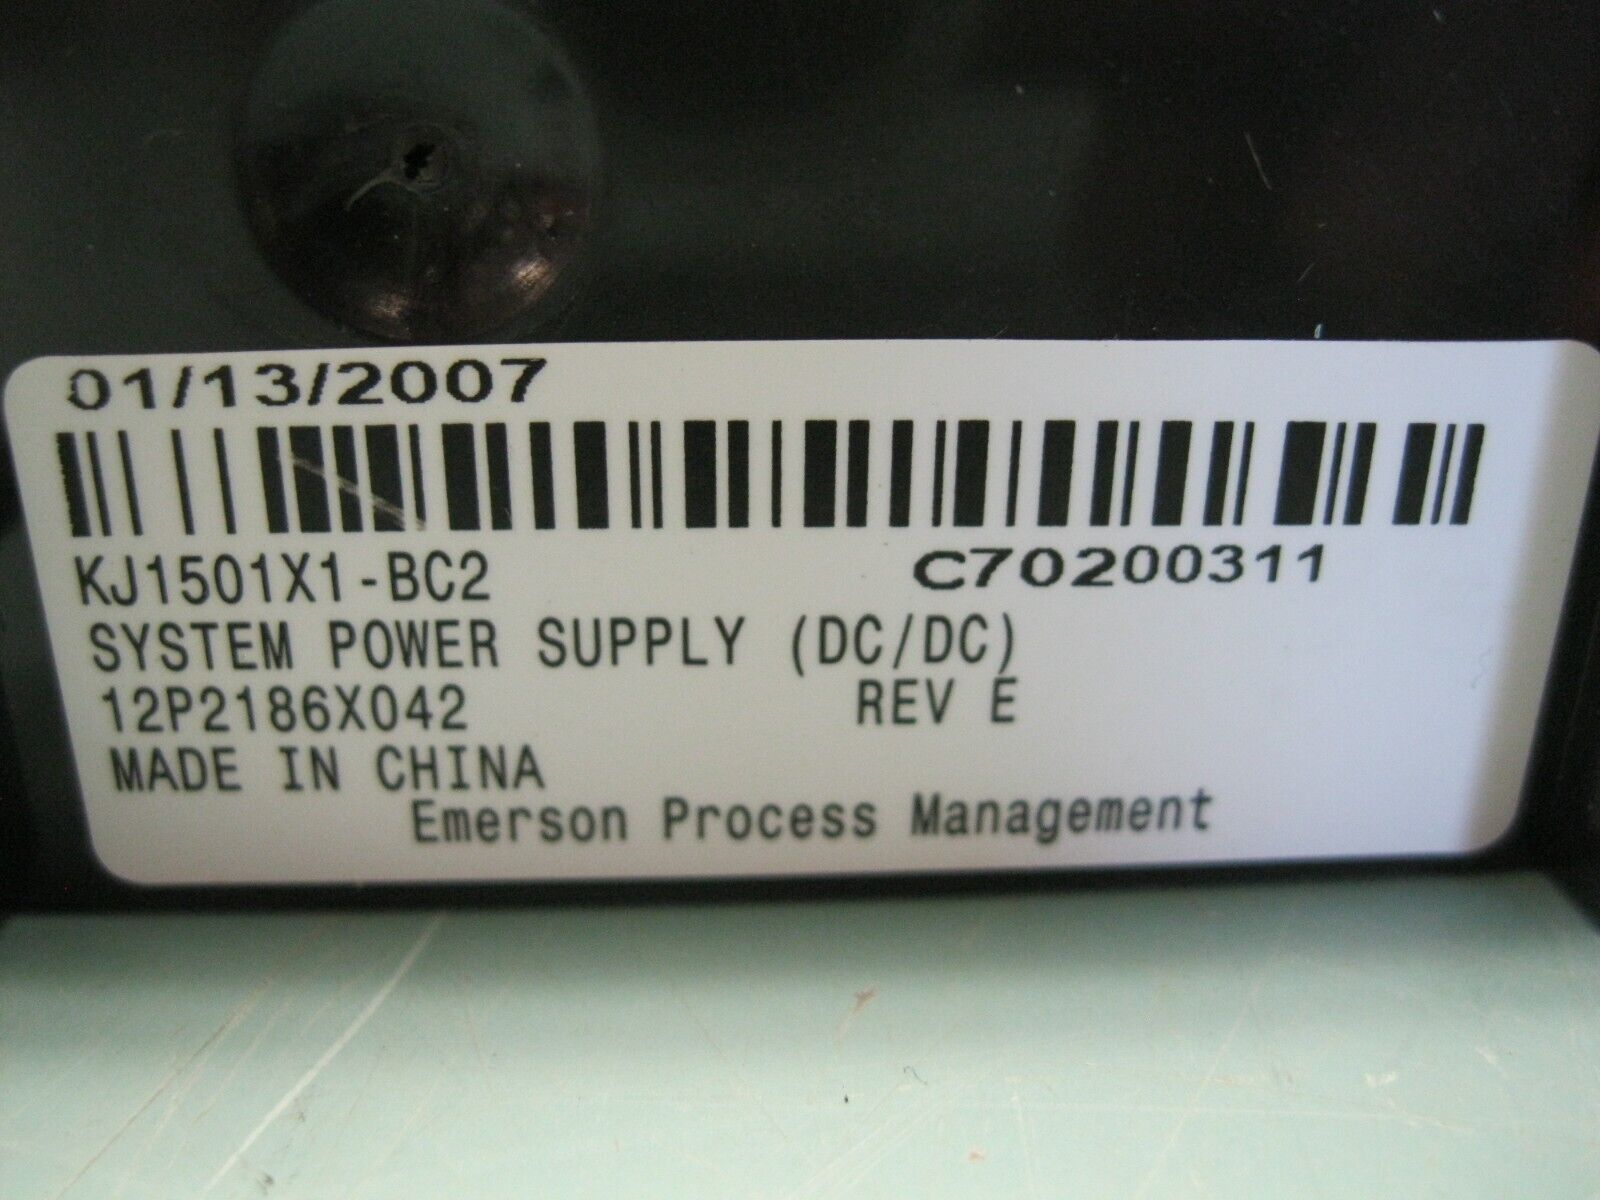 01/13/2007
KJ1501X1-BC2 C70200311
SYSTEM POWER SUPPLY (DC/DC)
12P2186X042 REV E
MADE IN CHINA
Emerson Process Management